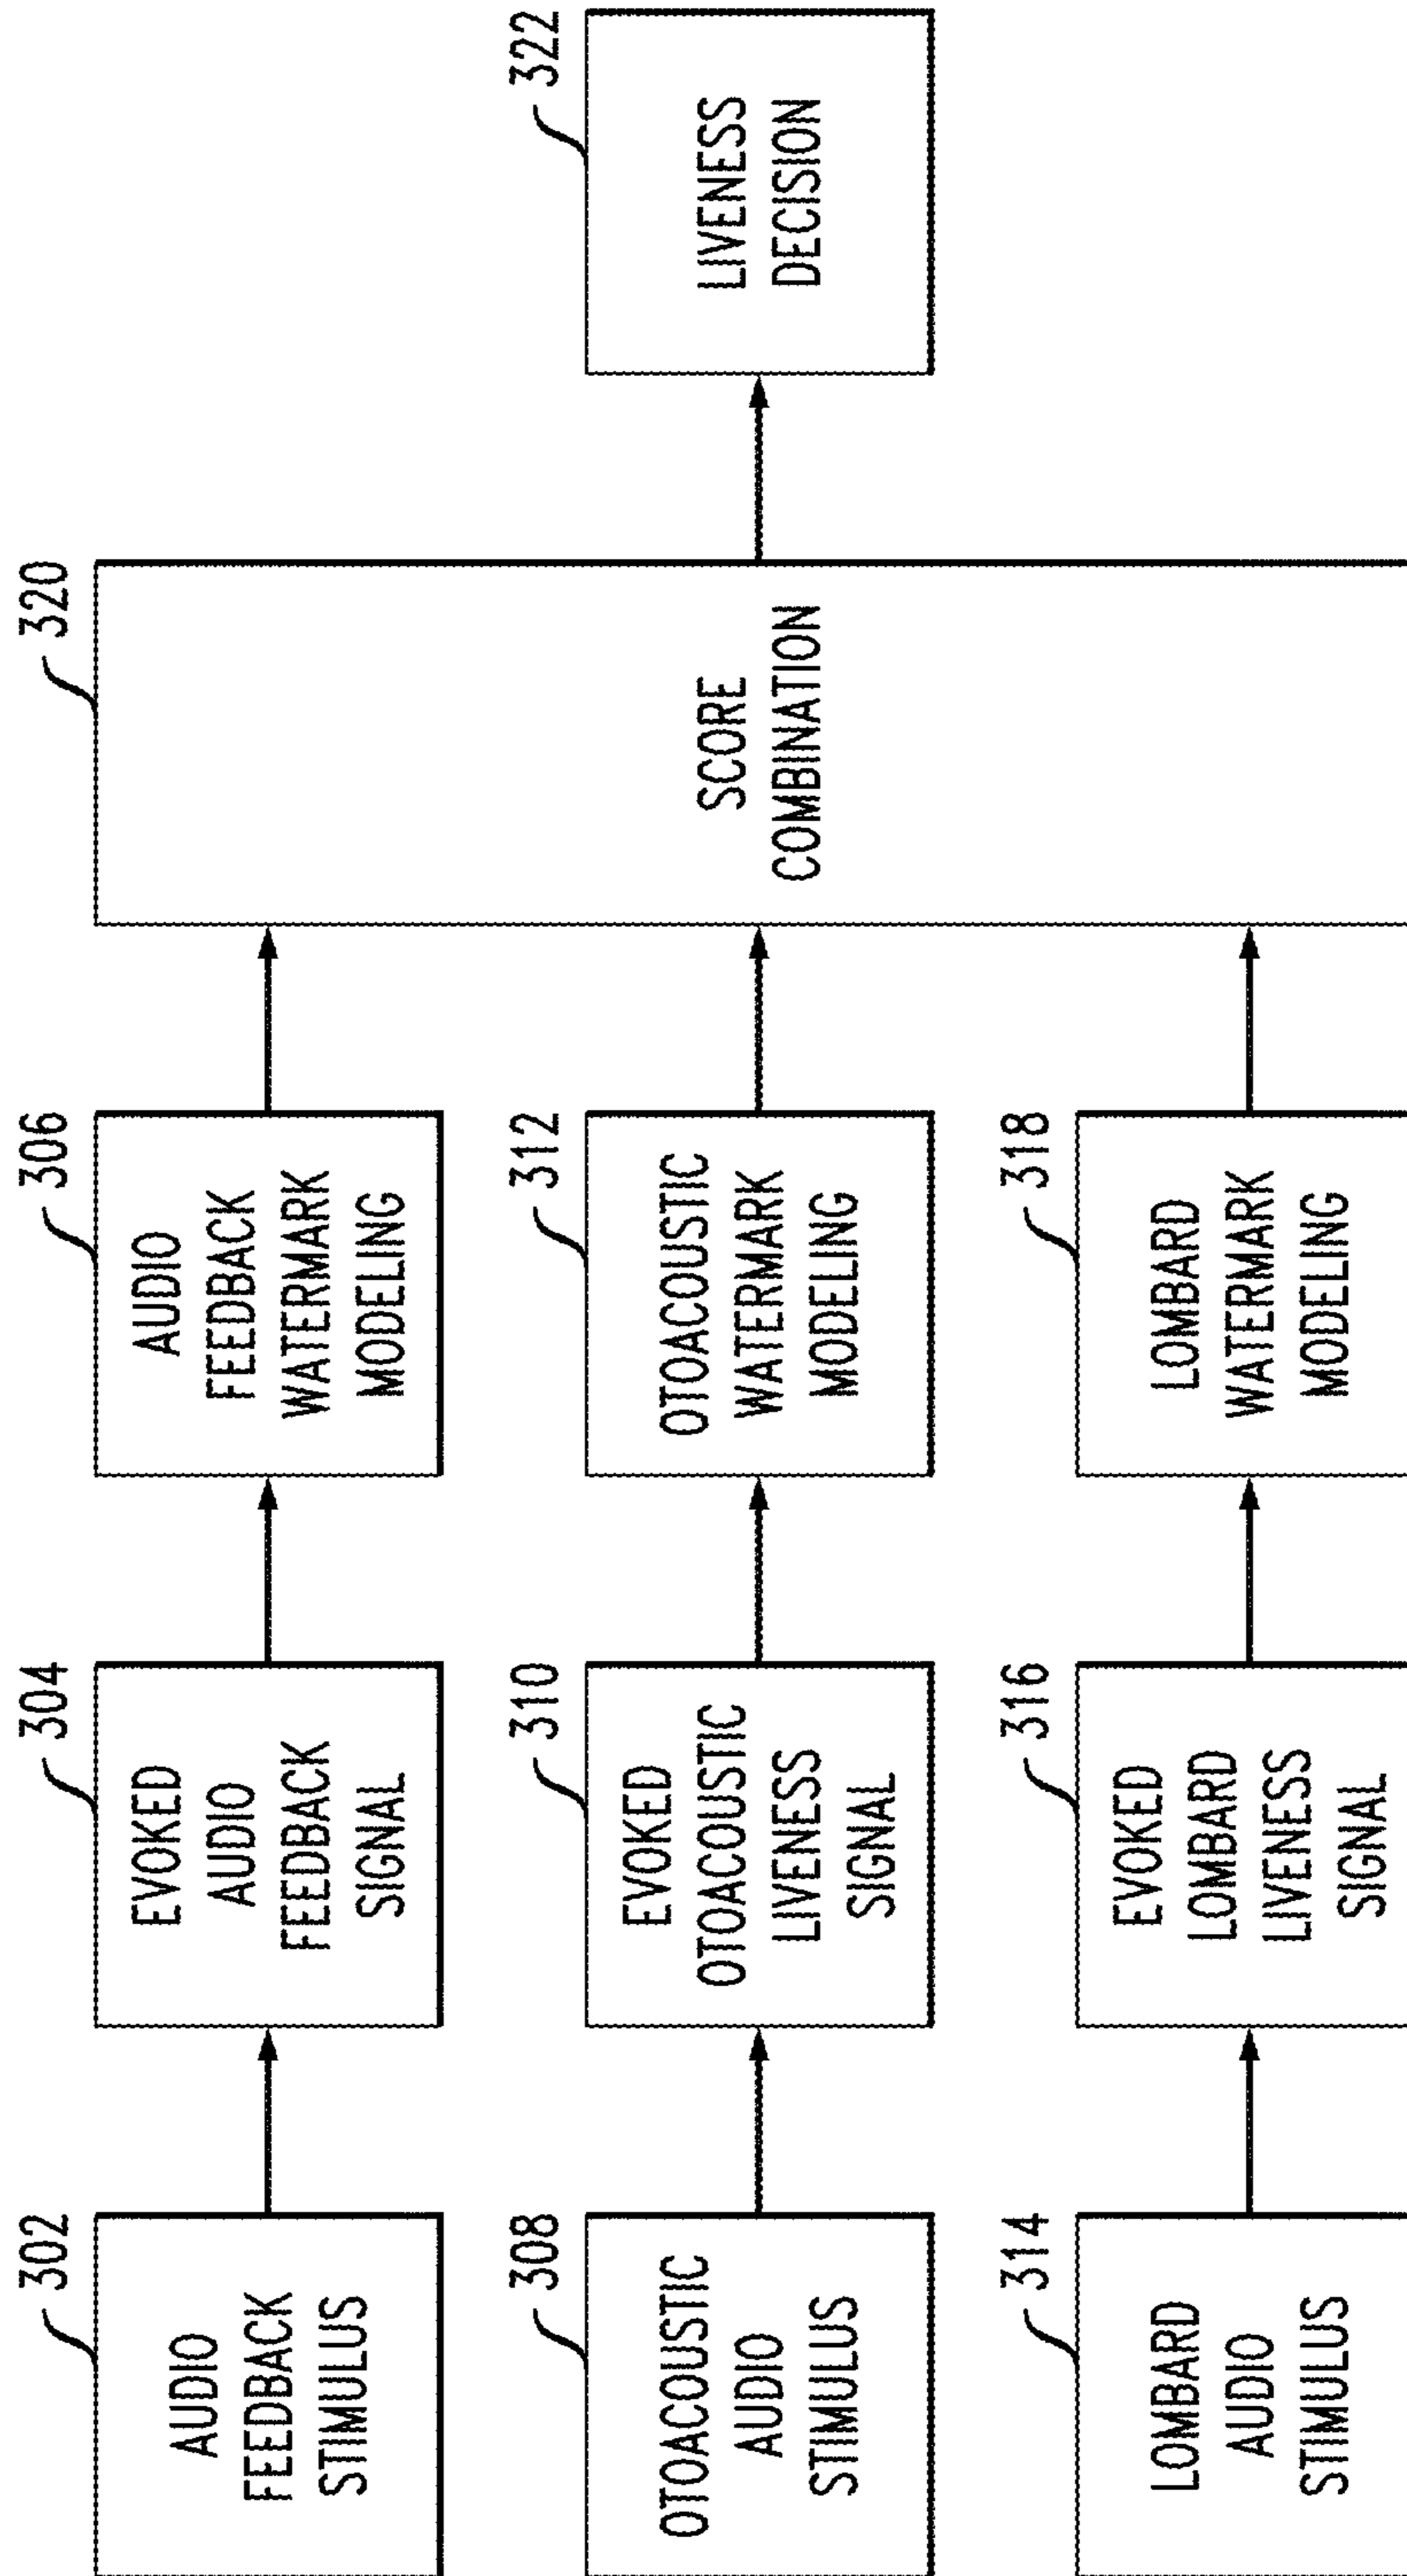 302
AUDIO
FEEDBACK
STIMULUS
304
EVOKED
AUDIO
FEEDBACK
SIGNAL
306
AUDIO
FEEDBACK
WATERMARK
MODELING
308
OTOACOUSTIC
AUDIO
STIMULUS
310
EVOKED
OTOACOUSTIC
LIVENESS
SIGNAL
312
OTOACOUSTIC
WATERMARK
MODELING
314
LOMBARD
AUDIO
STIMULUS
316
EVOKED
LOMBARD
LIVENESS
SIGNAL
318
LOMBARD
WATERMARK
MODELING
320
SCORE
COMBINATION
322
LIVENESS
DECISION